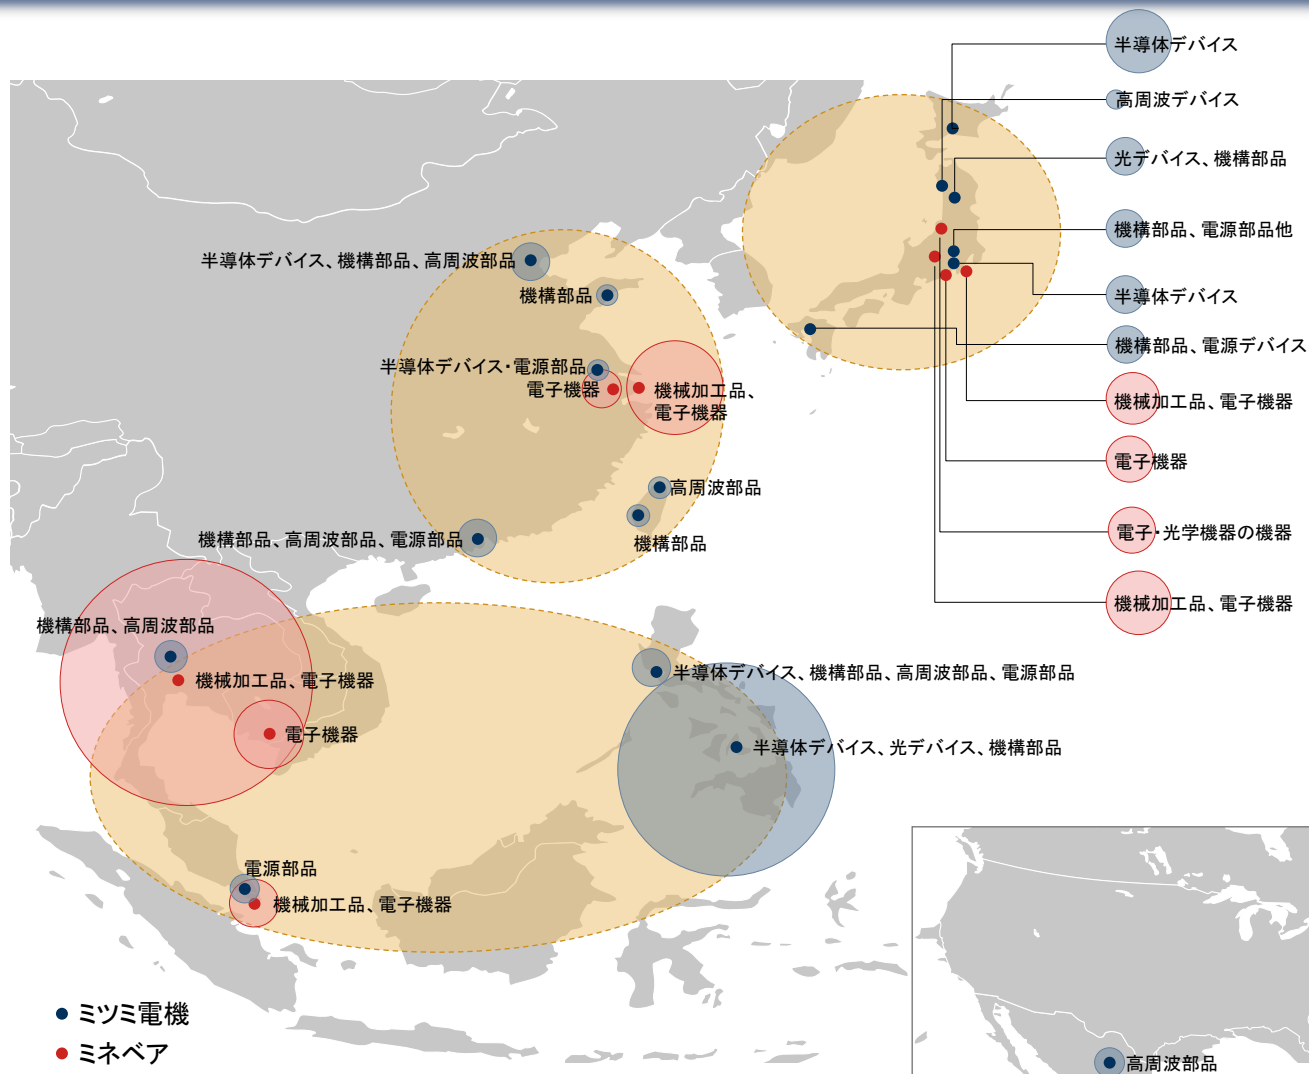 半導体デバイス
高周波デバイス
光デバイス、機構部品
機構部品、電源部品他
半導体デバイス
機構部品、電源デバイス
機械加工品、電子機器
電子機器
電子・光学機器の機器
機械加工品、電子機器
半導体デバイス、機構部品、高周波部品
機構部品
半導体デバイス・電源部品
電子機器
機械加工品、
電子機器
高周波部品
機構部品
機構部品、高周波部品、電源部品
機構部品、高周波部品
機械加工品、電子機器
電子機器
半導体デバイス、機構部品、高周波部品、電源部品
半導体デバイス、光デバイス、機構部品
電源部品
機械加工品、電子機器
ミツミ電機
ミネベア
高周波部品